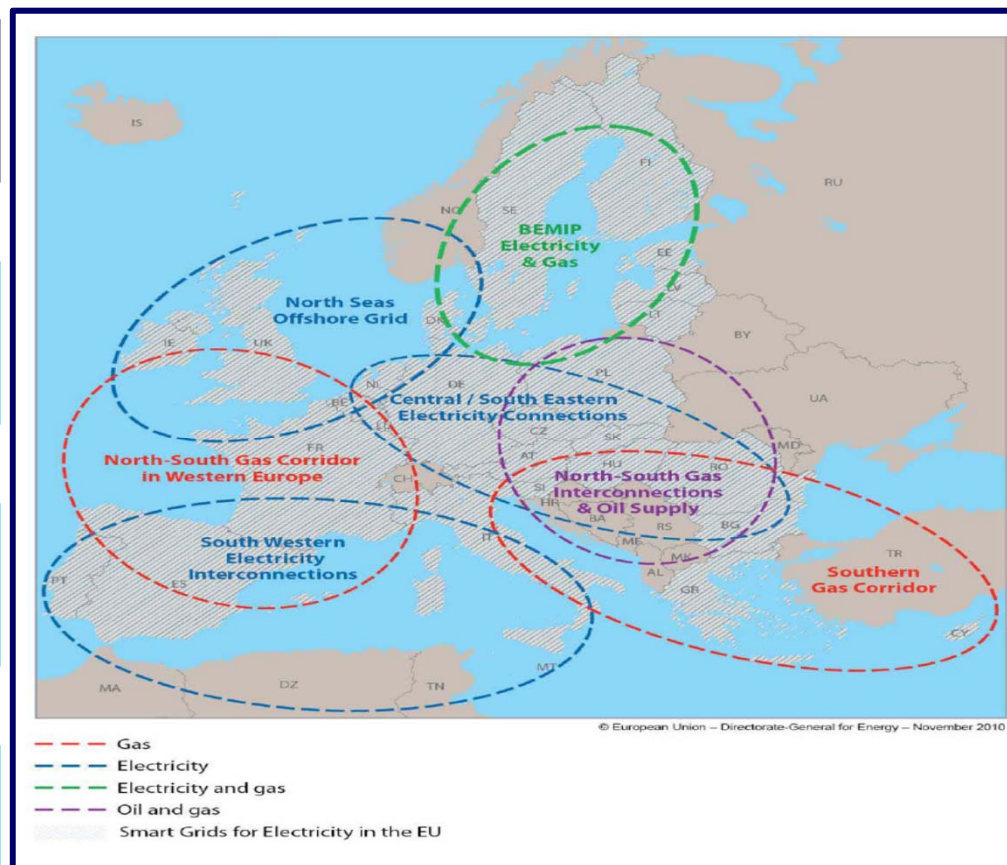 IS
RU
NO
SE
FI
BEMIP
Electricity
& Gas
EE
LV
LT
North Seas
Offshore Grid
DK
IE
UK
BY
NL
DE
PL
BE
Central / South Eastern
Electricity Connections
UA
LU
CZ
SK
FR
AT
MD
North-South Gas Corridor
in Western Europe
CH
HU
RO
North-South Gas
Interconnections
& Oil Supply
SI
HR
BA
RS
BG
IT
ME
MK
AL
TR
South Western
Electricity
Interconnections
Southern
Gas Corridor
PT
ES
GR
CY
MT
MA
DZ
TN
© European Union – Directorate-General for Energy – November 2010
Gas
Electricity
Electricity and gas
Oil and gas
Smart Grids for Electricity in the EU